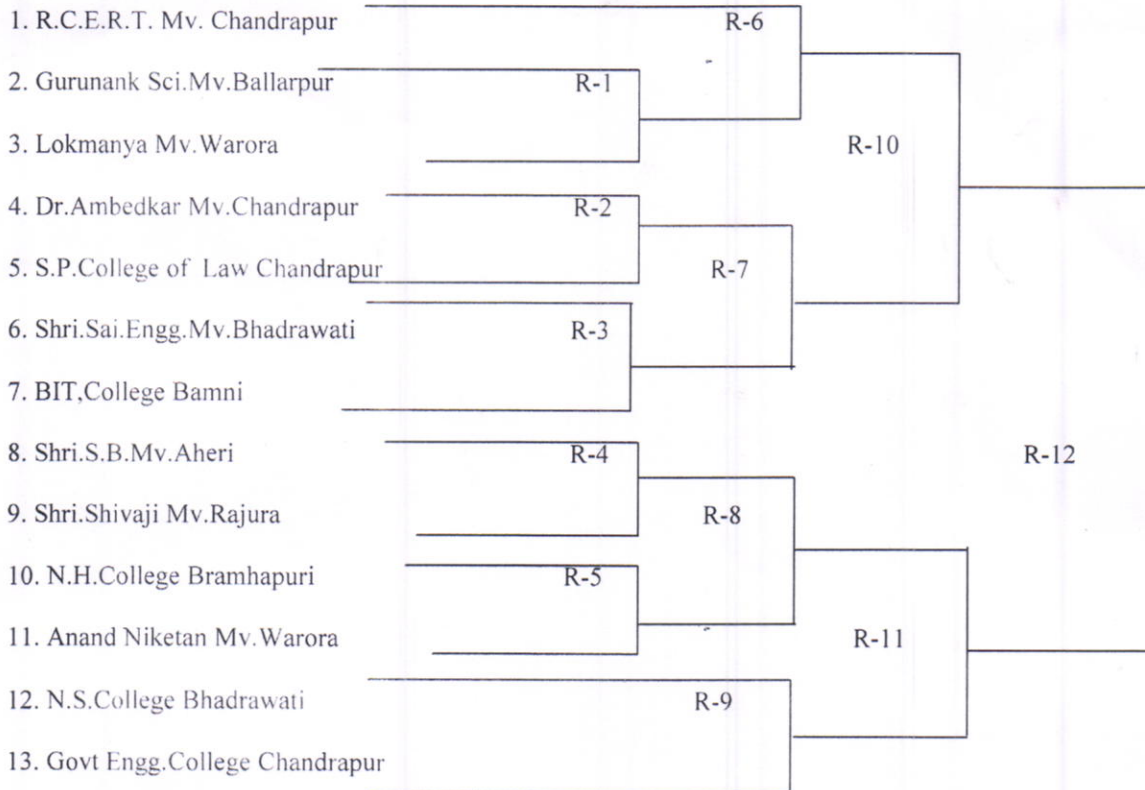 1. R.C.E.R.T. Mv. Chandrapur
R-6
2. Gurunank Sci.Mv.Ballarpur
R-1
3. Lokmanya Mv.Warora
R-10
4. Dr.Ambedkar Mv.Chandrapur
R-2
5. S.P.College of Law Chandrapur
R-7
6. Shri.Sai.Engg.Mv.Bhadrawati
R-3
7. BIT,College Bamni
8. Shri.S.B.Mv.Aheri
R-4
R-12
9. Shri.Shivaji Mv.Rajura
R-8
10. N.H.College Bramhapuri
R-5
11. Anand Niketan Mv.Warora
R-11
12. N.S.College Bhadrawati
R-9
13. Govt Engg.College Chandrapur